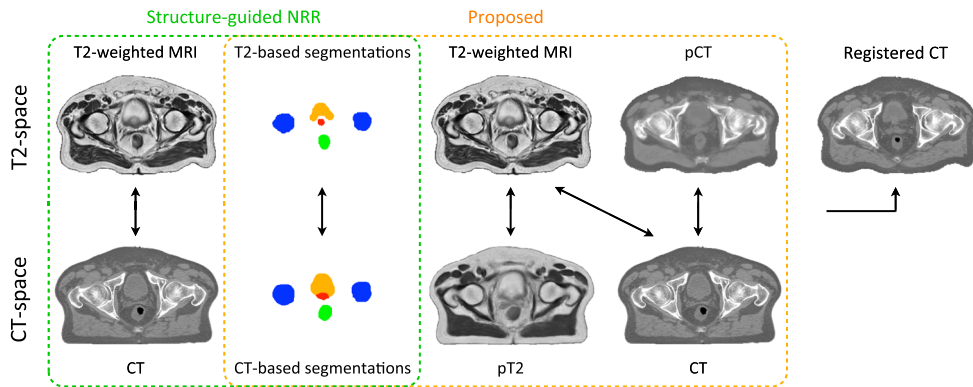 Structure-guided NRR
Proposed
T2-weighted MRI
T2-based segmentations
T2-weighted MRI
pCT
Registered CT
T2-space
CT-space
CT
CT-based segmentations
pT2
CT